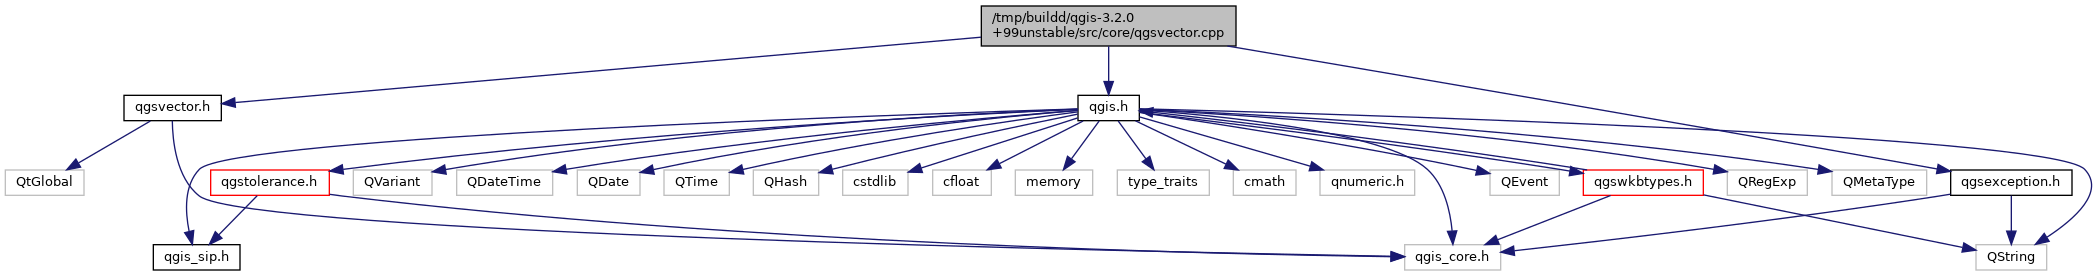 /tmp/buildd/qgis-3.2.0
+99unstable/src/core/qgsvector.cpp
qgsvector.h
qgis.h
QtGlobal
qgstolerance.h
QVariant
QDateTime
QDate
QTime
QHash
cstdlib
cfloat
memory
type_traits
cmath
qnumeric.h
QEvent
qgswkbtypes.h
QRegExp
QMetaType
qgsexception.h
qgis_sip.h
qgis_core.h
QString